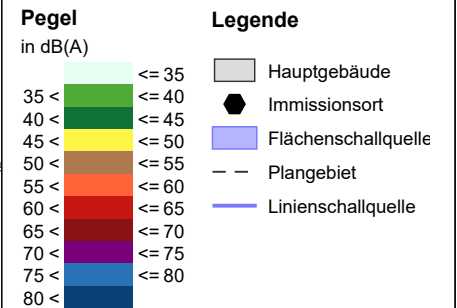 Pegel
in dB(A)
<= 35
35 < <= 40
40 < <= 45
45 < <= 50
50 < <= 55
55 < <= 60
60 < <= 65
65 < <= 70
70 < <= 75
75 < <= 80
80 <
Legende
Hauptgebäude
Immissionsort
Flächenschallquelle
Plangebiet
Linienschallquelle